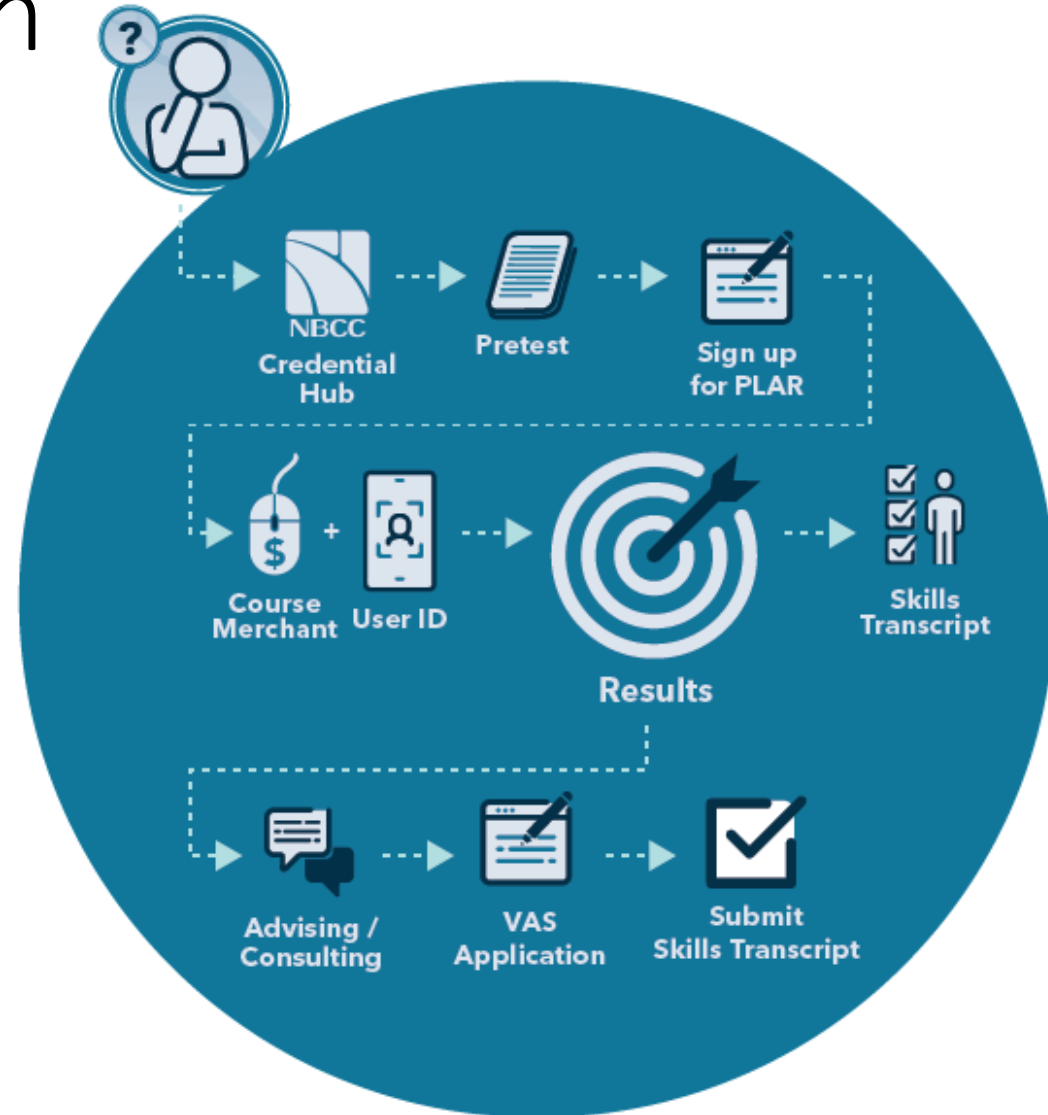 n
?
NBCC
Credential
Hub
Pretest
Sign up
for PLAR
$
+
Course
Merchant
User ID
Results
Skills
Transcript
Advising /
Consulting
VAS
Application
Submit
Skills Transcript